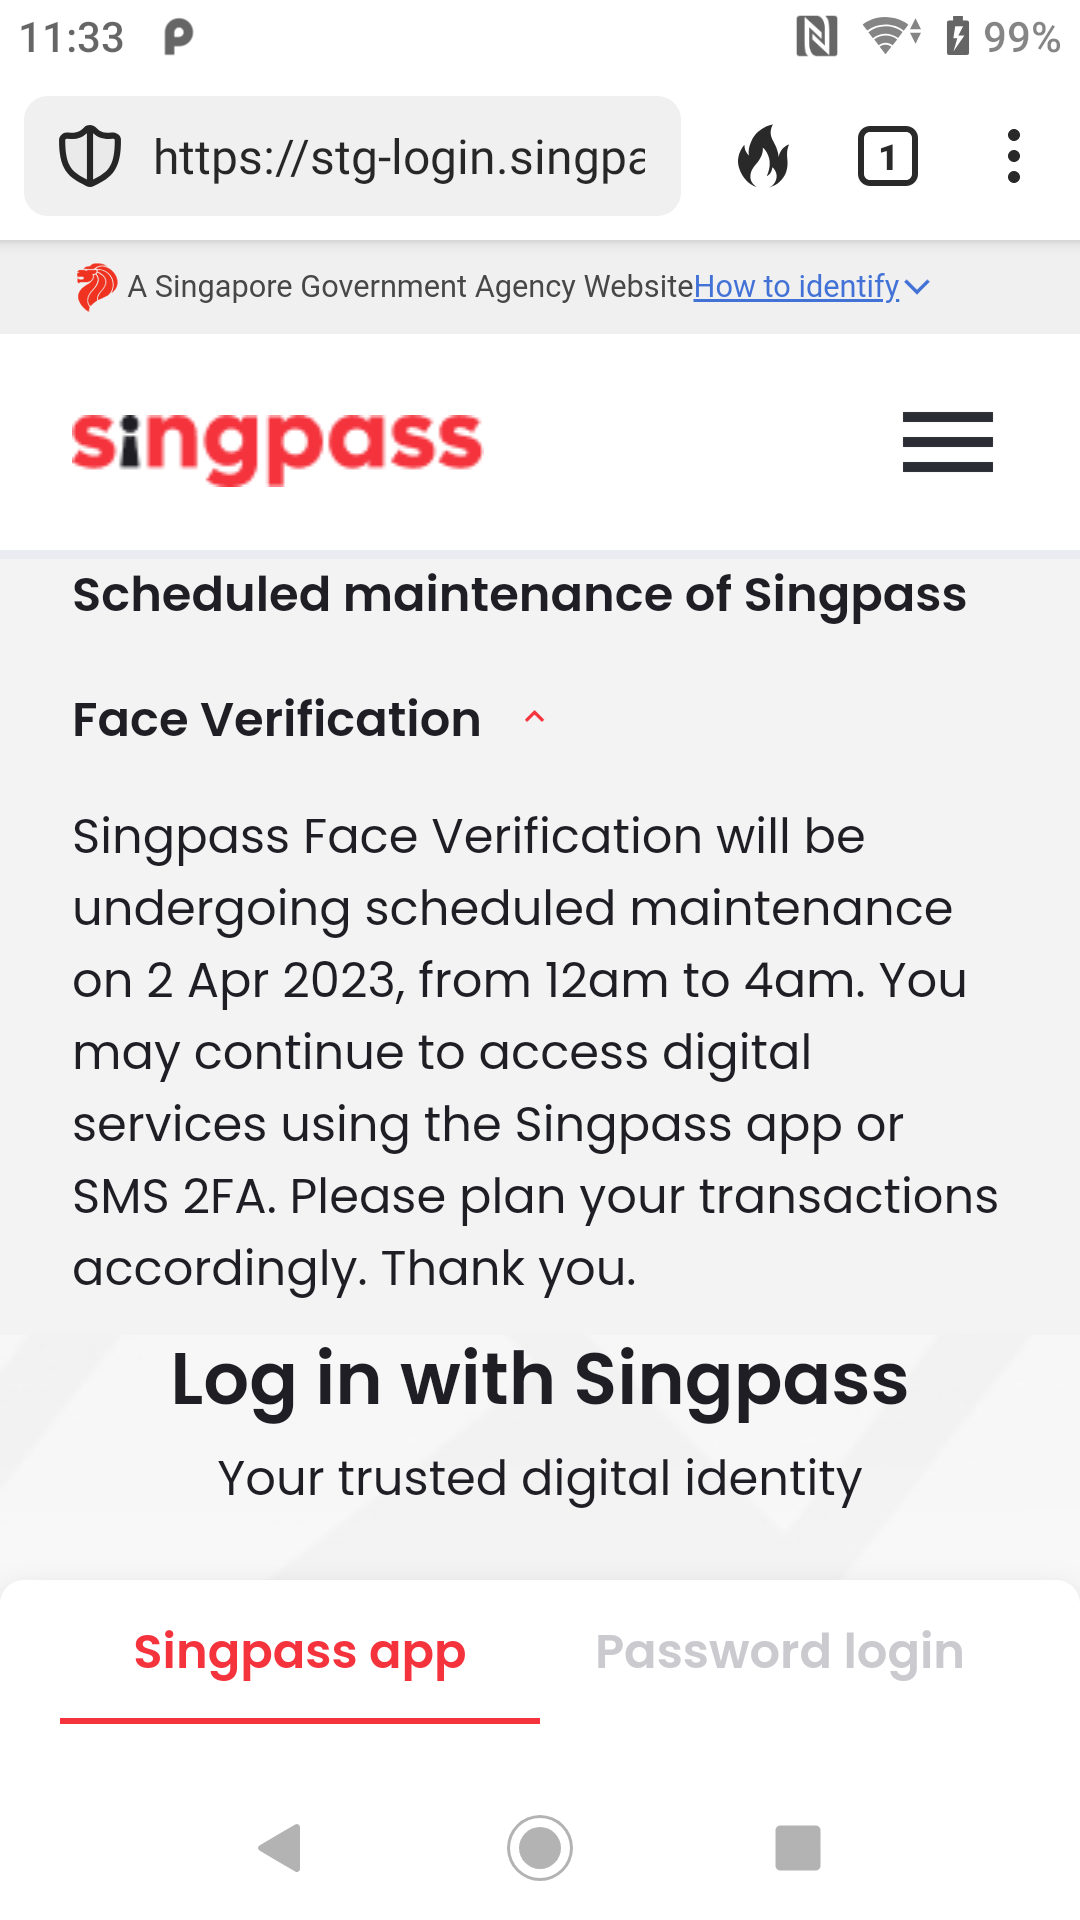 11:33
99%
https://stg-login.singpa
1
A Singapore Government Agency Website How to identify
singpass
Scheduled maintenance of Singpass
Face Verification
Singpass Face Verification will be
undergoing scheduled maintenance
on 2 Apr 2023, from 12am to 4am. You
may continue to access digital
services using the Singpass app or
SMS 2FA. Please plan your transactions
accordingly. Thank you.
Log in with Singpass
Your trusted digital identity
Singpass app
Password login